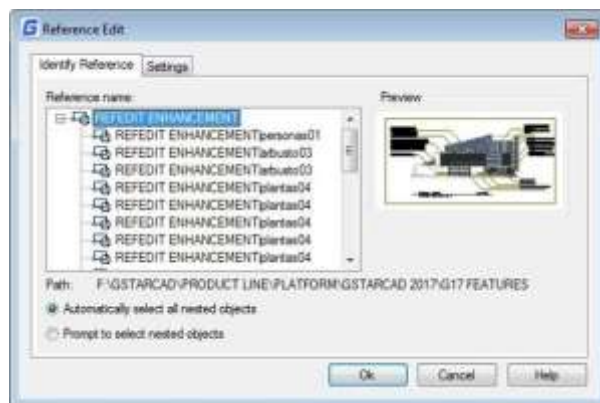 Reference Edit
Identify Reference Settings
Reference name: Preview
REFEDIT ENHANCEMENT
REFEDIT ENHANCEMENT|personas01
REFEDIT ENHANCEMENT|arbusto03
REFEDIT ENHANCEMENT|arbusto03
REFEDIT ENHANCEMENT|plantas04
REFEDIT ENHANCEMENT|plantas04
REFEDIT ENHANCEMENT|plantas04
REFEDIT ENHANCEMENT|plantas04
REFEDIT ENHANCEMENT|plantas04
Path: F:\GSTARCAD\PRODUCT LINE\PLATFORM\GSTARCAD 2017\G17 FEATURES
Automatically select all nested objects
Prompt to select nested objects
Ok Cancel Help